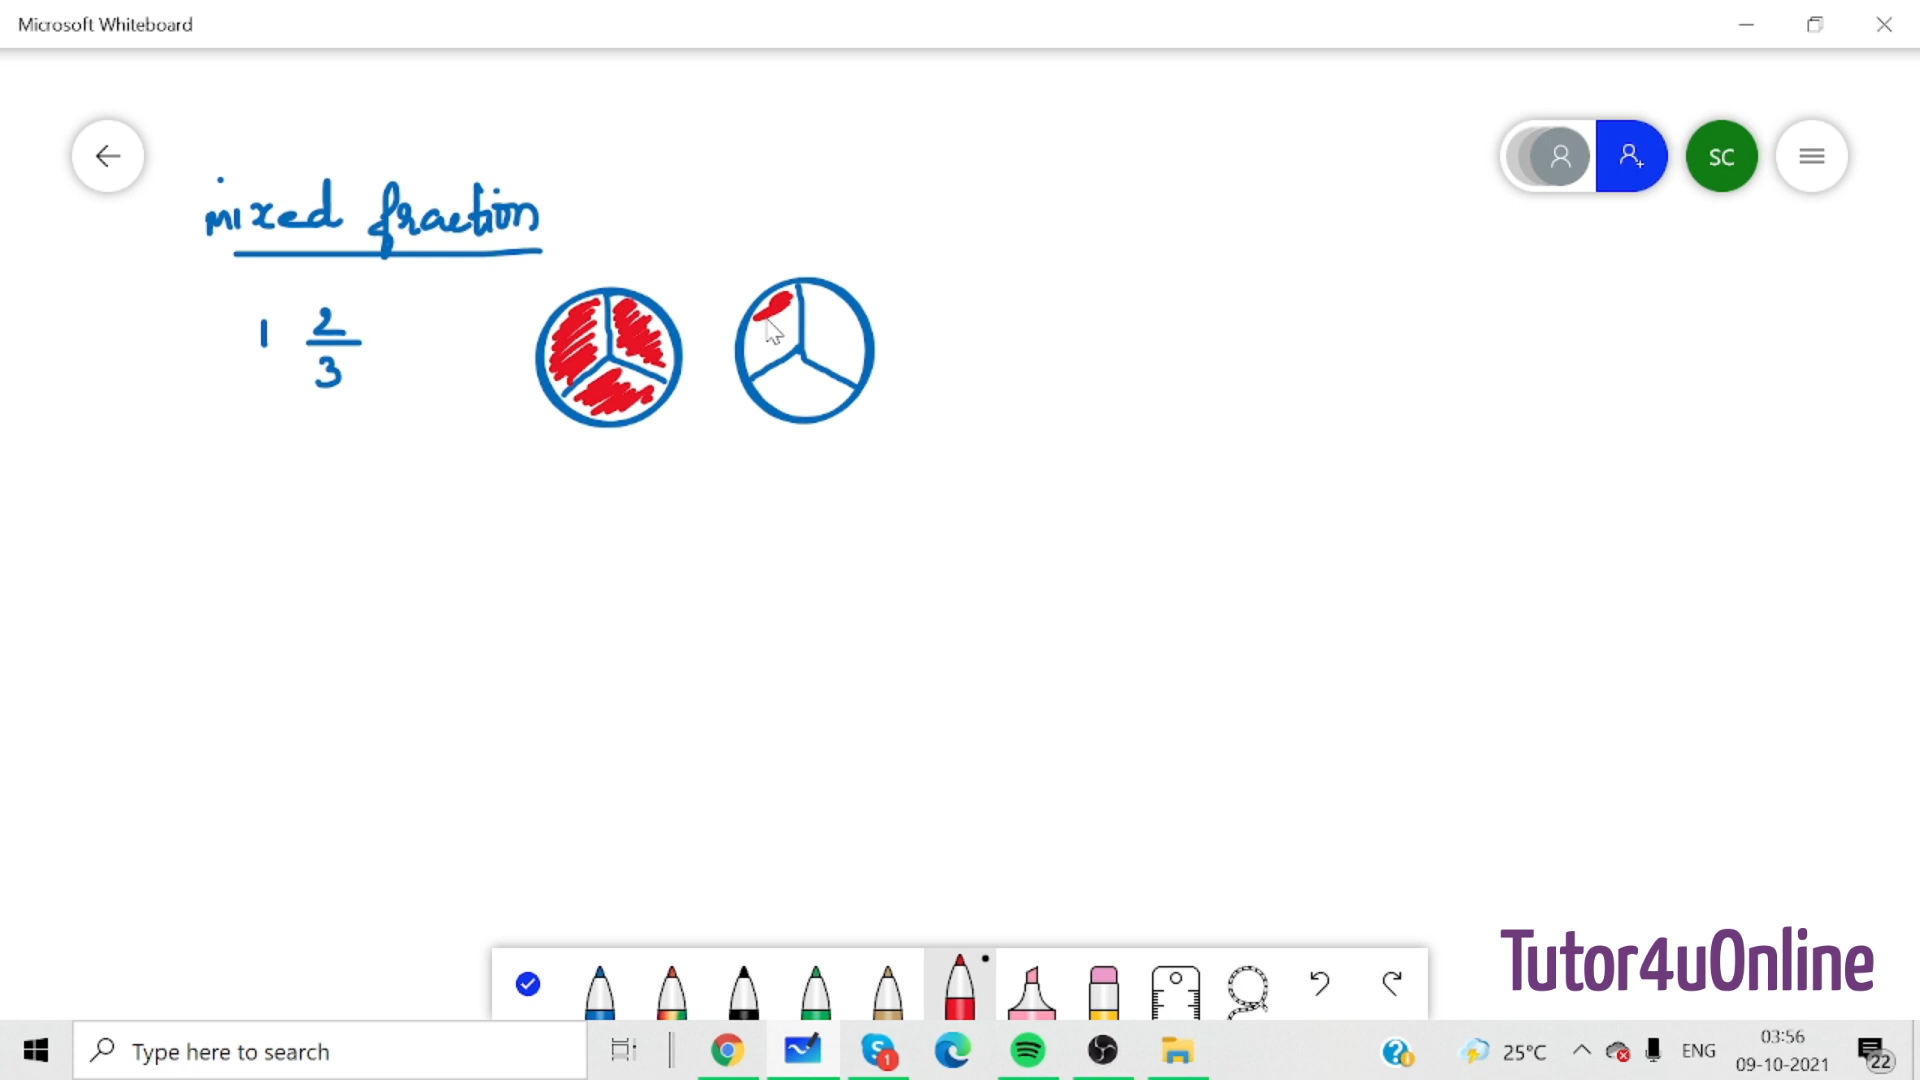 Microsoft Whiteboard
SC
mixed fraction
1 2/3
Tutor4uOnline
Type here to search
1
25°C
ENG
03:56
09-10-2021
22